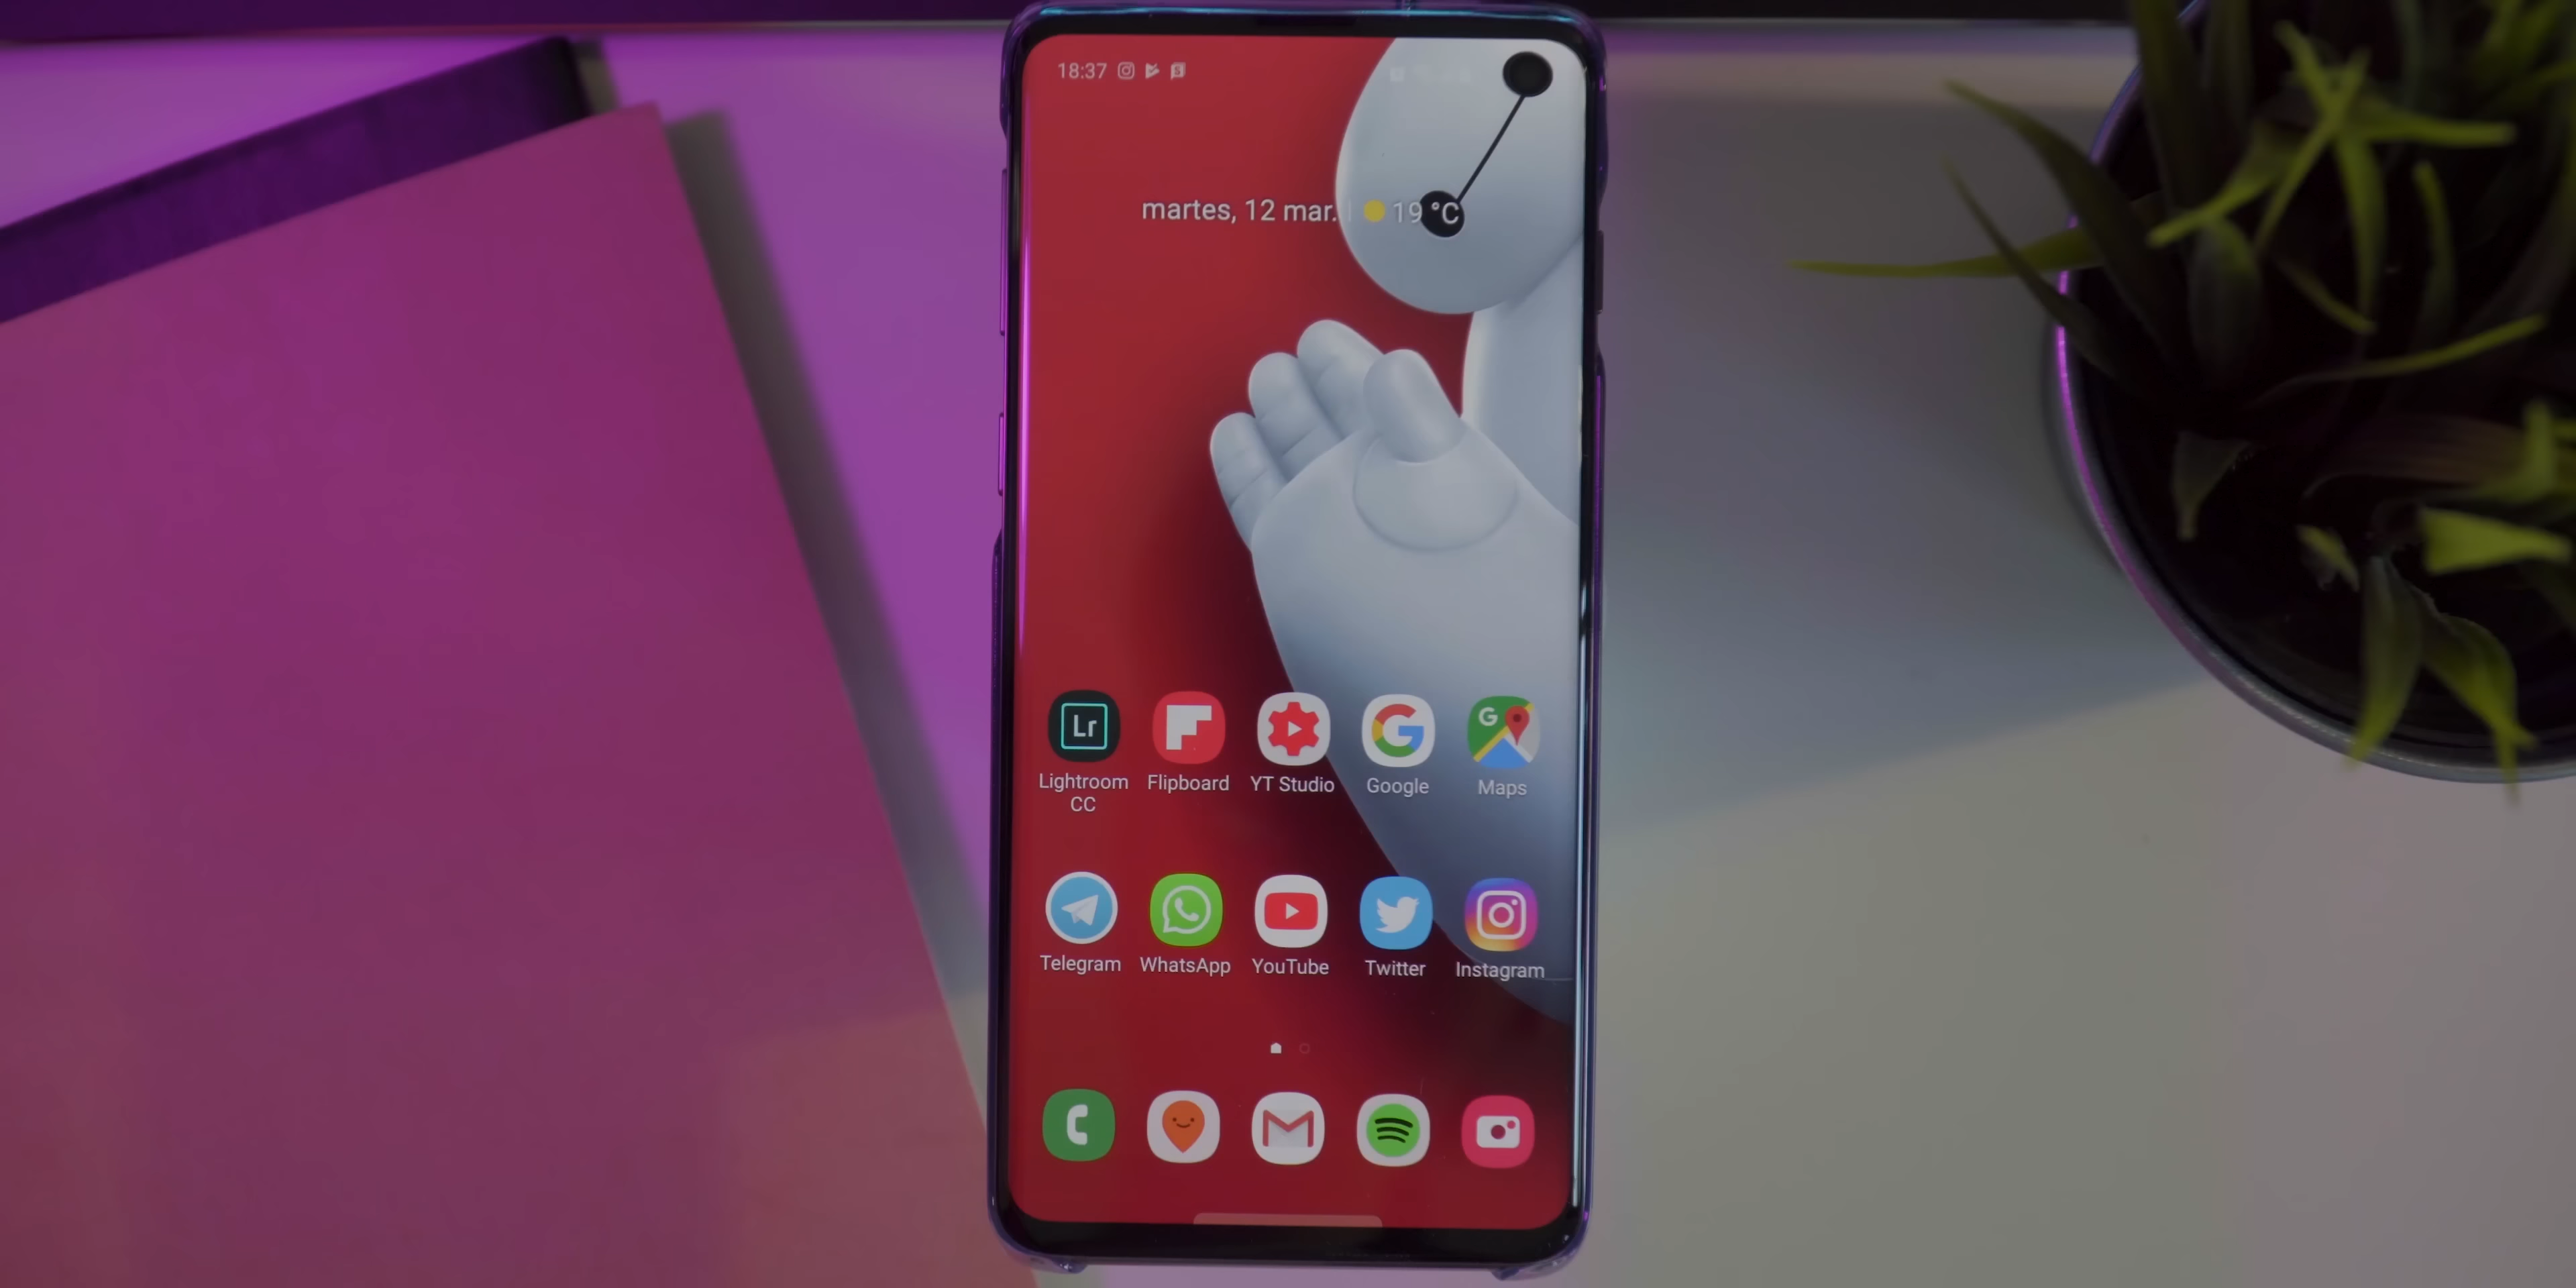 18:37
martes, 12 mar. | 19 °C
Lr
G
Lightroom CC
Flipboard
YT Studio
Google
Maps
Telegram
WhatsApp
YouTube
Twitter
Instagram